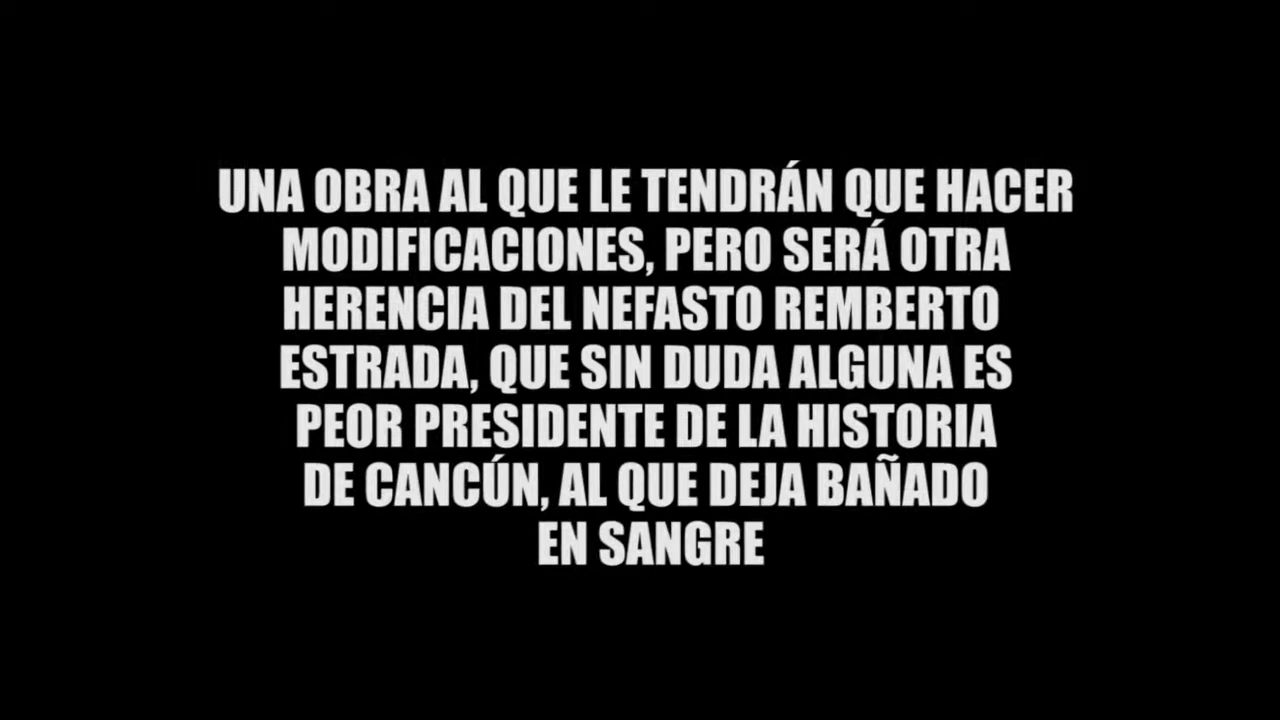 UNA OBRA AL QUE LE TENDRÁN QUE HACER
MODIFICACIONES, PERO SERÁ OTRA
HERENCIA DEL NEFASTO REMBERTO
ESTRADA, QUE SIN DUDA ALGUNA ES
PEOR PRESIDENTE DE LA HISTORIA
DE CANCÚN, AL QUE DEJA BAÑADO
EN SANGRE